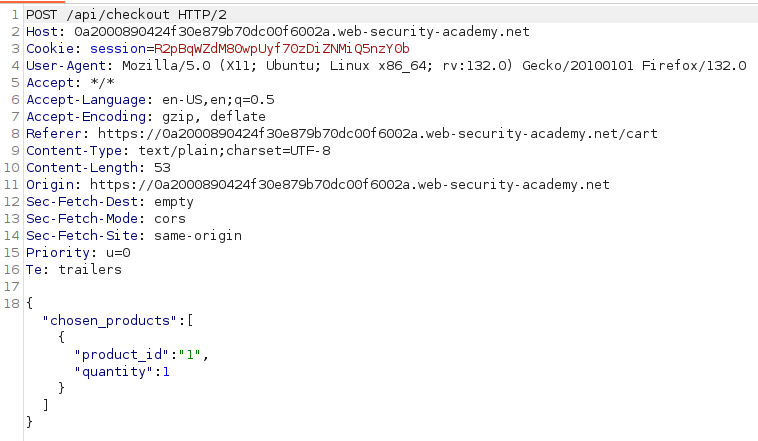 1 POST /api/checkout HTTP/2
2 Host: 0a2000890424f30e879b70dc00f6002a.web-security-academy.net
3 Cookie: session=R2pBqWZdM80wpUyf70zDiZNMiQ5nzY0b
4 User-Agent: Mozilla/5.0 (X11; Ubuntu; Linux x86_64; rv:132.0) Gecko/20100101 Firefox/132.0
5 Accept: */*
6 Accept-Language: en-US,en;q=0.5
7 Accept-Encoding: gzip, deflate
8 Referer: https://0a2000890424f30e879b70dc00f6002a.web-security-academy.net/cart
9 Content-Type: text/plain;charset=UTF-8
10 Content-Length: 53
11 Origin: https://0a2000890424f30e879b70dc00f6002a.web-security-academy.net
12 Sec-Fetch-Dest: empty
13 Sec-Fetch-Mode: cors
14 Sec-Fetch-Site: same-origin
15 Priority: u=0
16 Te: trailers
17
18 {
"chosen_products":[
{
"product_id":"1",
"quantity":1
}
]
}